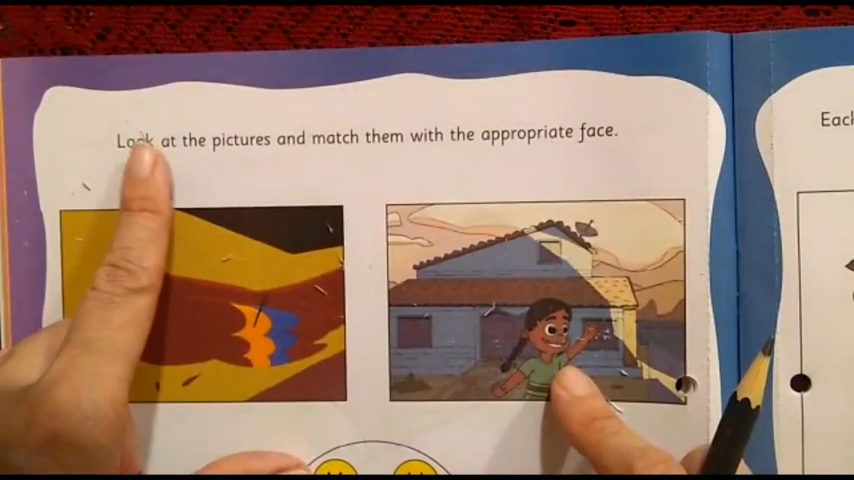 Look at the pictures and match them with the appropriate face.
Each